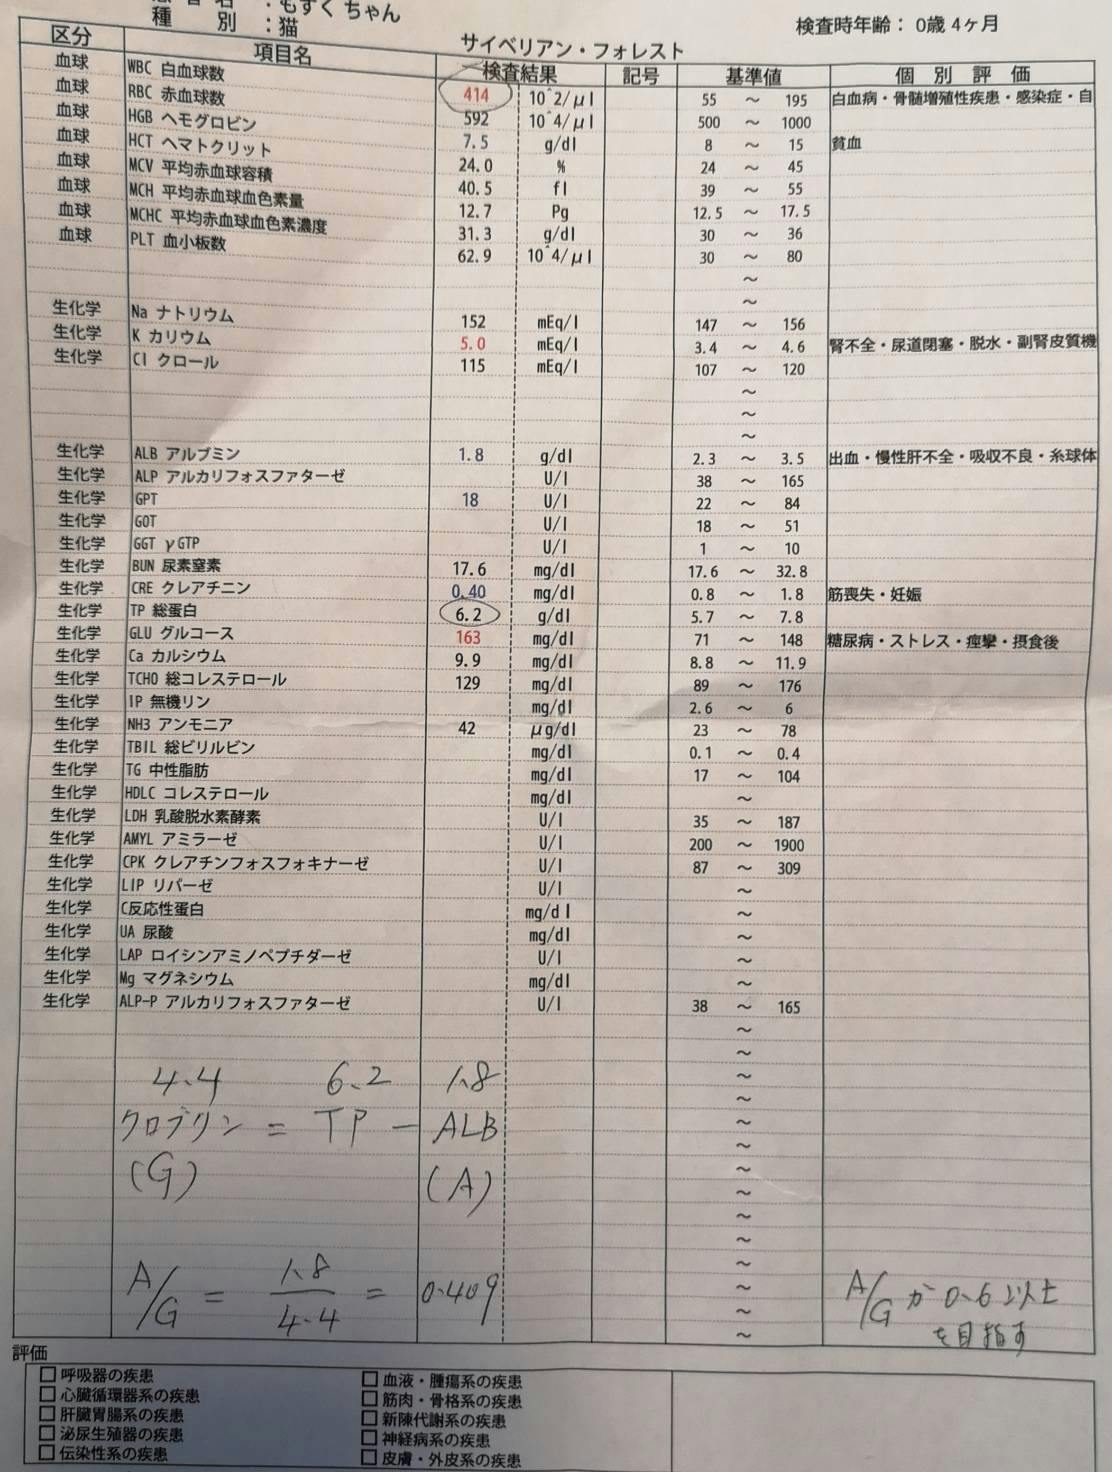 もずく ちゃん
種 別 ：猫
検査時年齢： 0歳 4ヶ月
サイベリアン・フォレスト
区分 項目名 検査結果 記号 基準値 個 別 評 価
血球 WBC 白血球数 414 10^2/μl 55 ～ 195 白血病・骨髄増殖性疾患・感染症・自
血球 RBC 赤血球数 592 10^4/μl 500 ～ 1000
血球 HGB ヘモグロビン 7.5 g/dl 8 ～ 15 貧血
血球 HCT ヘマトクリット 24.0 % 24 ～ 45
血球 MCV 平均赤血球容積 40.5 fl 39 ～ 55
血球 MCH 平均赤血球血色素量 12.7 Pg 12.5 ～ 17.5
血球 MCHC 平均赤血球血色素濃度 31.3 g/dl 30 ～ 36
血球 PLT 血小板数 62.9 10^4/μl 30 ～ 80
～
～
生化学 Na ナトリウム 152 mEq/l 147 ～ 156
生化学 K カリウム 5.0 mEq/l 3.4 ～ 4.6 腎不全・尿道閉塞・脱水・副腎皮質機
生化学 Cl クロール 115 mEq/l 107 ～ 120
～
～
～
生化学 ALB アルブミン 1.8 g/dl 2.3 ～ 3.5 出血・慢性肝不全・吸収不良・糸球体
生化学 ALP アルカリフォスファターゼ U/l 38 ～ 165
生化学 GPT 18 U/l 22 ～ 84
生化学 GOT U/l 18 ～ 51
生化学 GGT γGTP U/l 1 ～ 10
生化学 BUN 尿素窒素 17.6 mg/dl 17.6 ～ 32.8
生化学 CRE クレアチニン 0.40 mg/dl 0.8 ～ 1.8 筋喪失・妊娠
生化学 TP 総蛋白 6.2 g/dl 5.7 ～ 7.8
生化学 GLU グルコース 163 mg/dl 71 ～ 148 糖尿病・ストレス・痙攣・摂食後
生化学 Ca カルシウム 9.9 mg/dl 8.8 ～ 11.9
生化学 TCHO 総コレステロール 129 mg/dl 89 ～ 176
生化学 IP 無機リン mg/dl 2.6 ～ 6
生化学 NH3 アンモニア 42 μg/dl 23 ～ 78
生化学 TBIL 総ビリルビン mg/dl 0.1 ～ 0.4
生化学 TG 中性脂肪 mg/dl 17 ～ 104
生化学 HDLC コレステロール mg/dl ～
生化学 LDH 乳酸脱水素酵素 U/l 35 ～ 187
生化学 AMYL アミラーゼ U/l 200 ～ 1900
生化学 CPK クレアチンフォスフォキナーゼ U/l 87 ～ 309
生化学 LIP リパーゼ U/l ～
生化学 C反応性蛋白 mg/dl ～
生化学 UA 尿酸 mg/dl ～
生化学 LAP ロイシンアミノペプチダーゼ U/l ～
生化学 Mg マグネシウム mg/dl ～
生化学 ALP-P アルカリフォスファターゼ U/l 38 ～ 165
～
～
～
～
～
～
～
～
～
～
～
～
～
～
4.4 6.2 1.8
グロブリン = TP - ALB
(G) (A)
A/G = 1.8/4.4 = 0.409
A/G が 0.6 以上
を目指す
評価
□ 呼吸器の疾患
□ 心臓循環器系の疾患
□ 肝臓胃腸系の疾患
□ 泌尿生殖器の疾患
□ 伝染性系の疾患
□ 血液・腫瘍系の疾患
□ 筋肉・骨格系の疾患
□ 新陳代謝系の疾患
□ 神経病系の疾患
□ 皮膚・外皮系の疾患